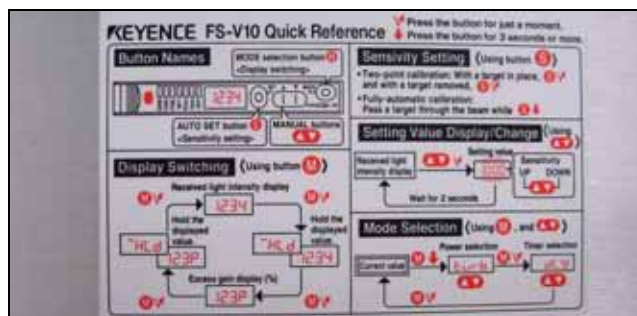 KEYENCE FS-V10 Quick Reference
Press the button for just a moment.
Press the button for 3 seconds or more.
Button Names
MODE selection button M
<Display switching>
1234
AUTO SET button S
<Sensitivity setting>
MANUAL buttons
Display Switching (Using button M)
Received light intensity display
M 1234 M
Hold the displayed value
Hold the displayed value
HLd
123P
HLd
1234
M 123P M
Excess gain display (%)
Sensivity Setting (Using button S)
•Two-point calibration: With a target in place, S
and with a target removed, S
•Fully-automatic calibration:
Pass a target through the beam while S
Setting Value Display/Change (Using
Received light intensity display
Setting value
Sensitivity
UP DOWN
Wait for 2 seconds
Mode Selection (Using M, and
Power selection
Timer selection
Current value
M turb M
M